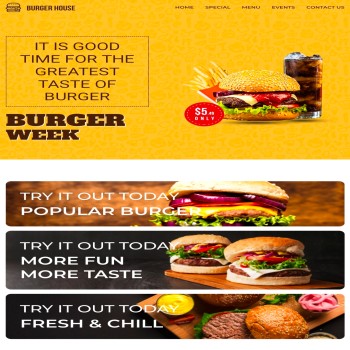 BURGER HOUSE
HOME SPECIAL MENU EVENTS CONTACT US
IT IS GOOD
TIME FOR THE
GREATEST
TASTE OF
BURGER
BURGER
WEEK
$5.49
ONLY
TRY IT OUT TODAY
POPULAR BURGER
TRY IT OUT TODAY
MORE FUN
MORE TASTE
TRY IT OUT TODAY
FRESH & CHILL